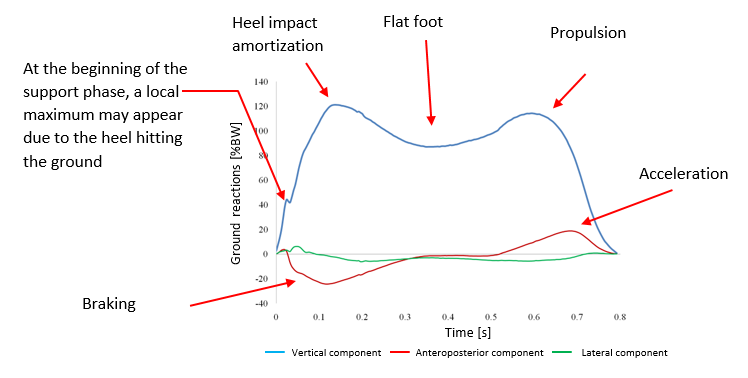 Heel impact
amortization
Flat foot
Propulsion
At the beginning of the
support phase, a local
maximum may appear
due to the heel hitting
the ground
Acceleration
Braking
Ground reactions [%BW]
140
120
100
80
60
40
20
0
-20
-40
0 0.1 0.2 0.3 0.4 0.5 0.6 0.7 0.8
Time [s]
Vertical component Anteroposterior component Lateral component